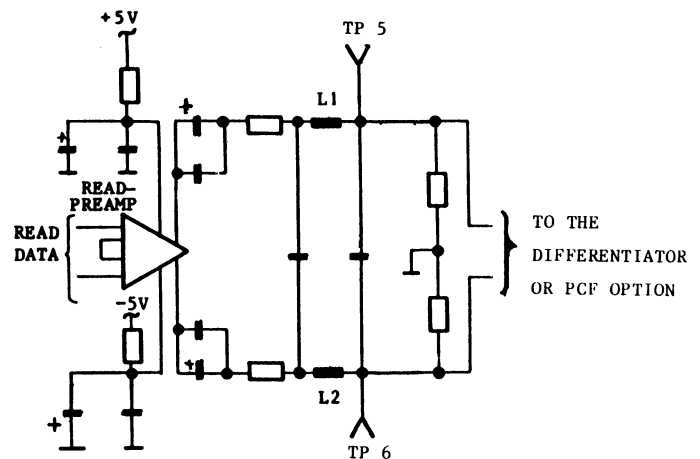 +5V
TP 5
L1
+
+
READ-
PREAMP
READ
DATA
TO THE
DIFFERENTIATOR
OR PCF OPTION
-5V
+
+
L2
TP 6